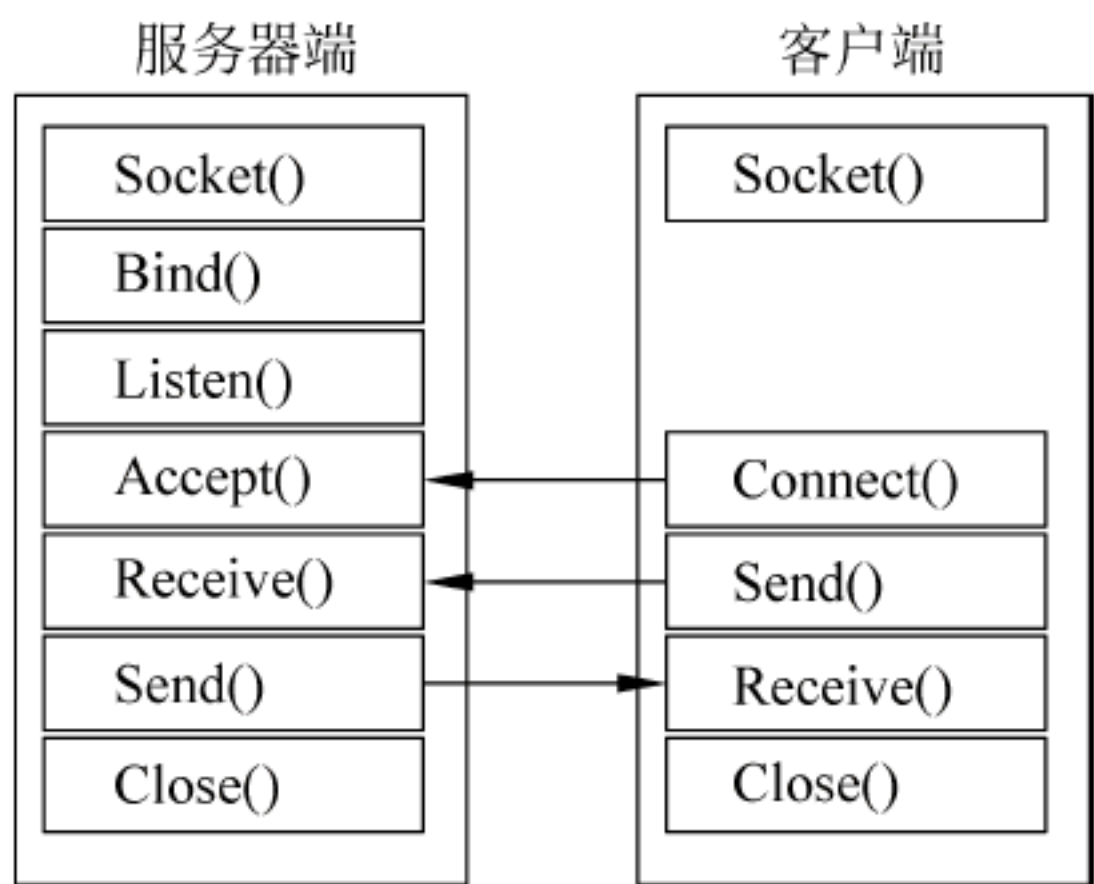 服务器端
Socket()
Bind()
Listen()
Accept()
Receive()
Send()
Close()
客户端
Socket()
Connect()
Send()
Receive()
Close()